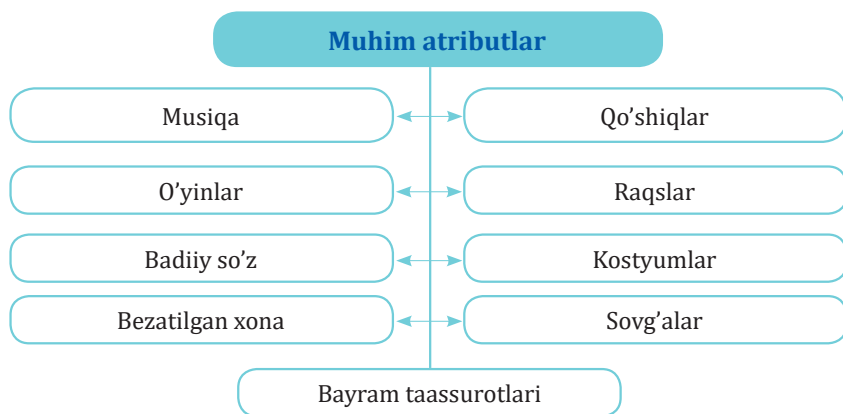 Muhim atributlar
Musiqa
Qo’shiqlar
O’yinlar
Raqslar
Badiiy so’z
Kostyumlar
Bezatilgan xona
Sovg’alar
Bayram taassurotlari